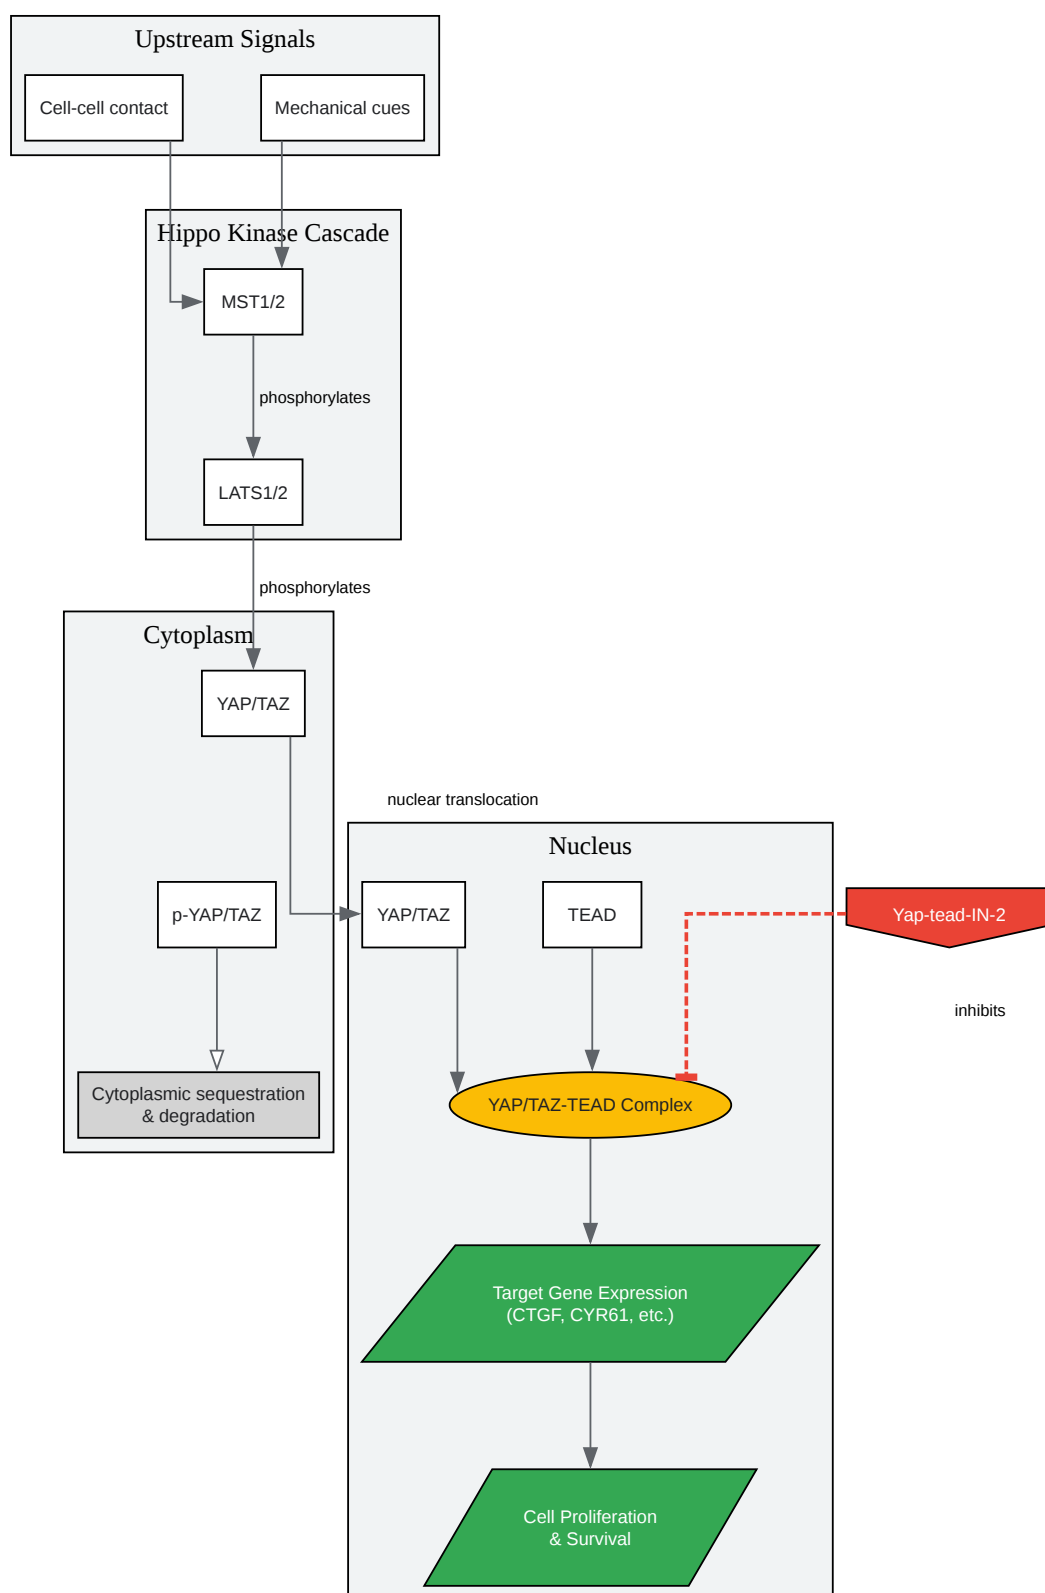 Upstream Signals
Cell-cell contact
Mechanical cues
Hippo Kinase Cascade
MST1/2
phosphorylates
LATS1/2
phosphorylates
Cytoplasm
YAP/TAZ
nuclear translocation
Nucleus
p-YAP/TAZ
YAP/TAZ
TEAD
Yap-tead-IN-2
inhibits
Cytoplasmic sequestration
& degradation
YAP/TAZ-TEAD Complex
Target Gene Expression
(CTGF, CYR61, etc.)
Cell Proliferation
& Survival